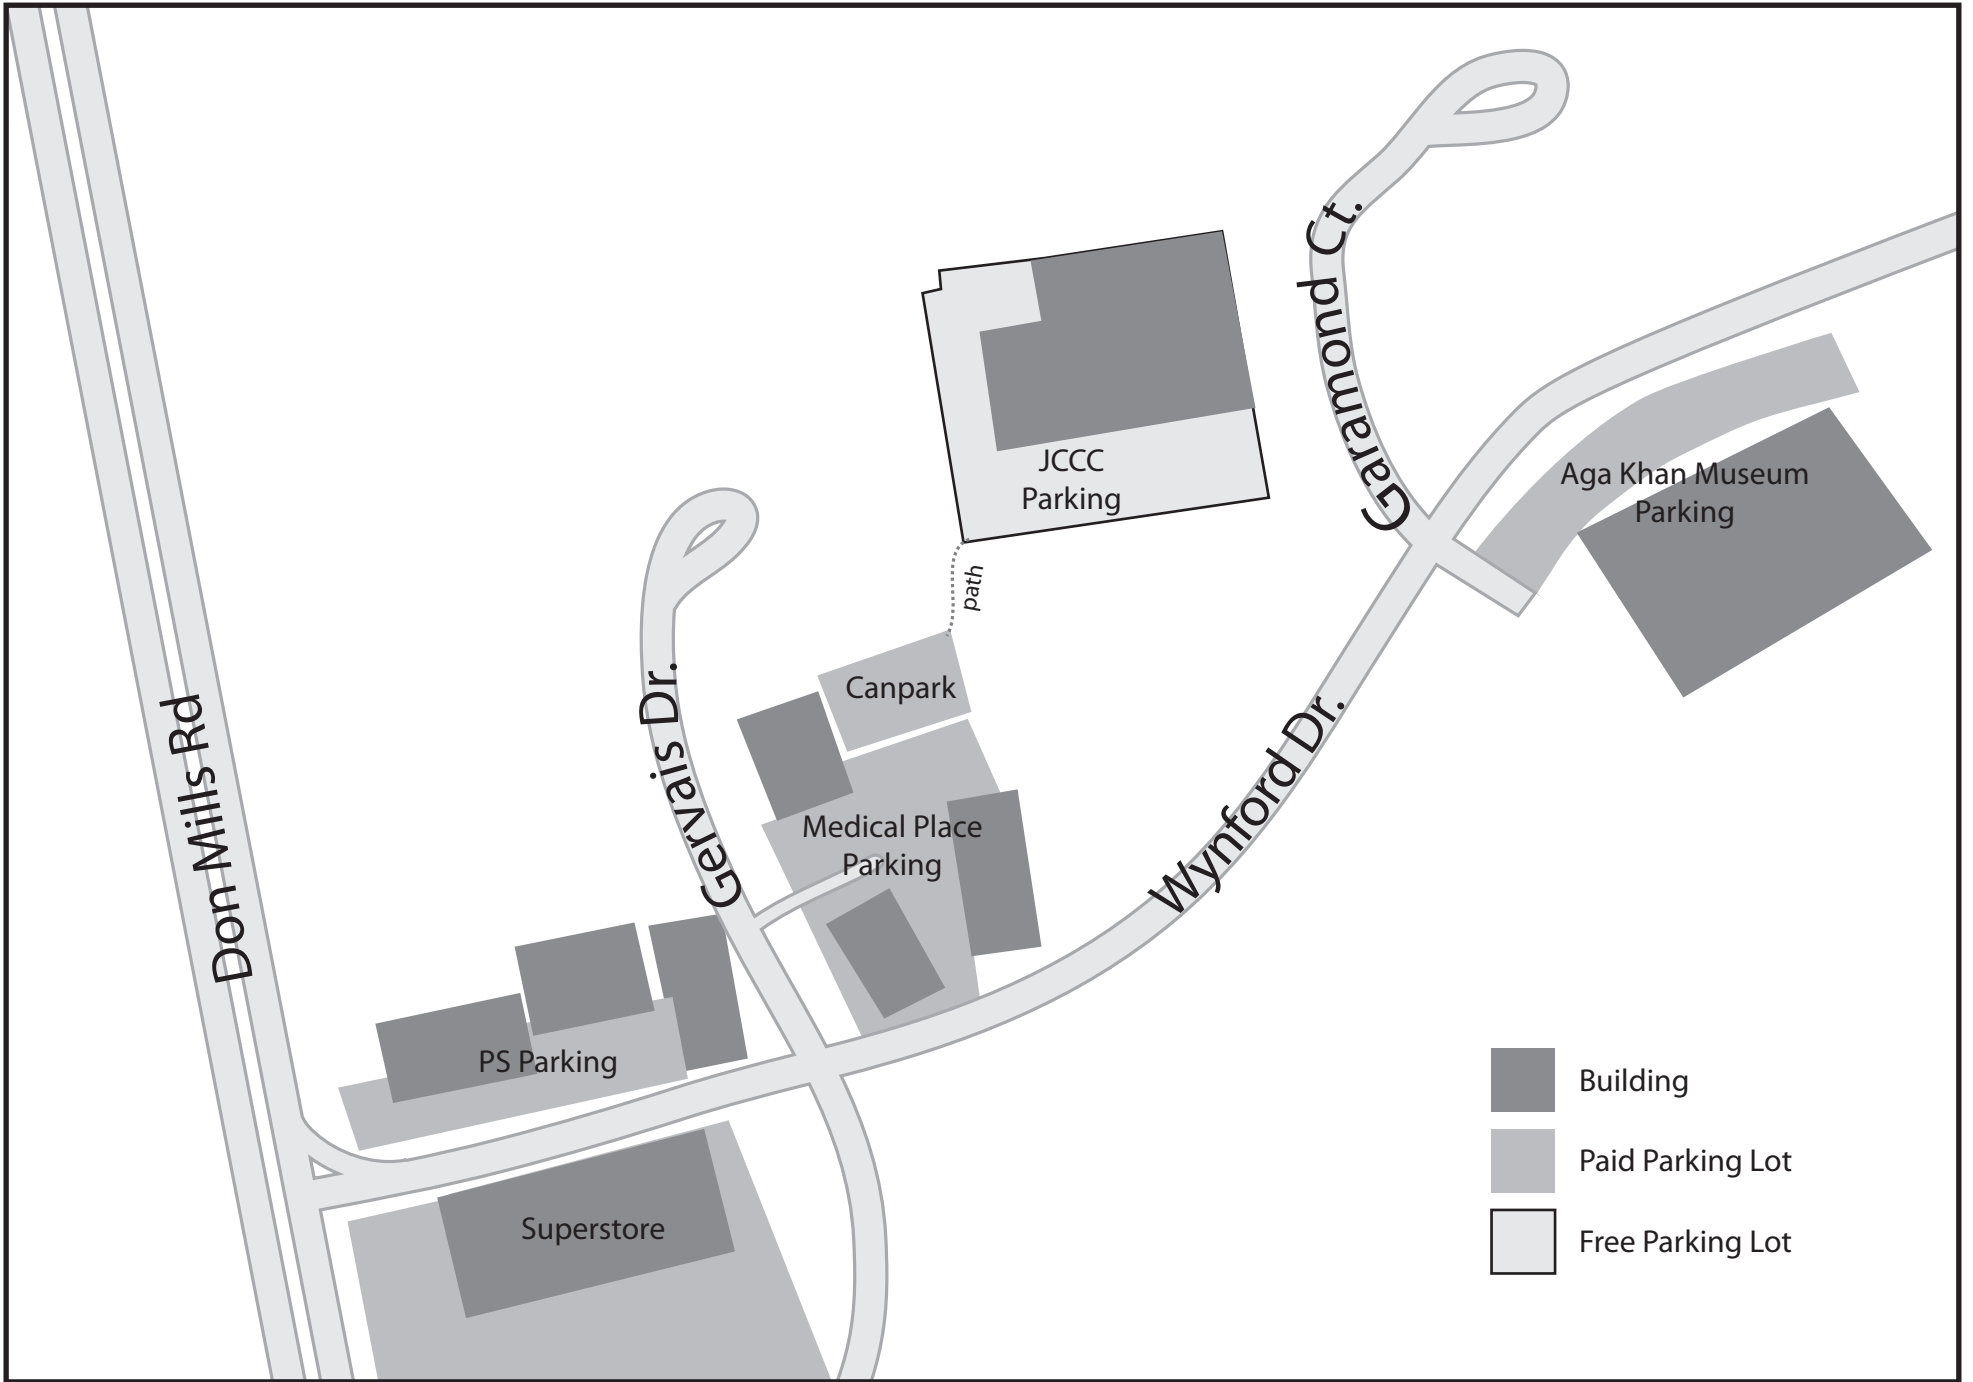 Garamond Ct.
JCCC
Parking
Aga Khan Museum
Parking
path
Gervais Dr.
Canpark
Don Mills Rd
Wynford Dr.
Medical Place
Parking
PS Parking
Superstore
Building
Paid Parking Lot
Free Parking Lot